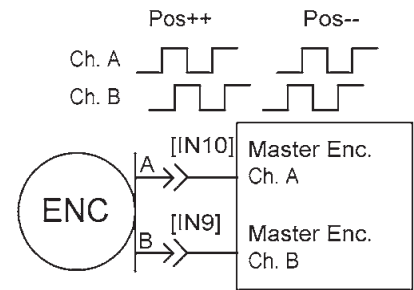 Pos++ Pos--
Ch. A
Ch. B
[IN10]
A
Master Enc.
Ch. A
ENC
[IN9]
B
Master Enc.
Ch. B